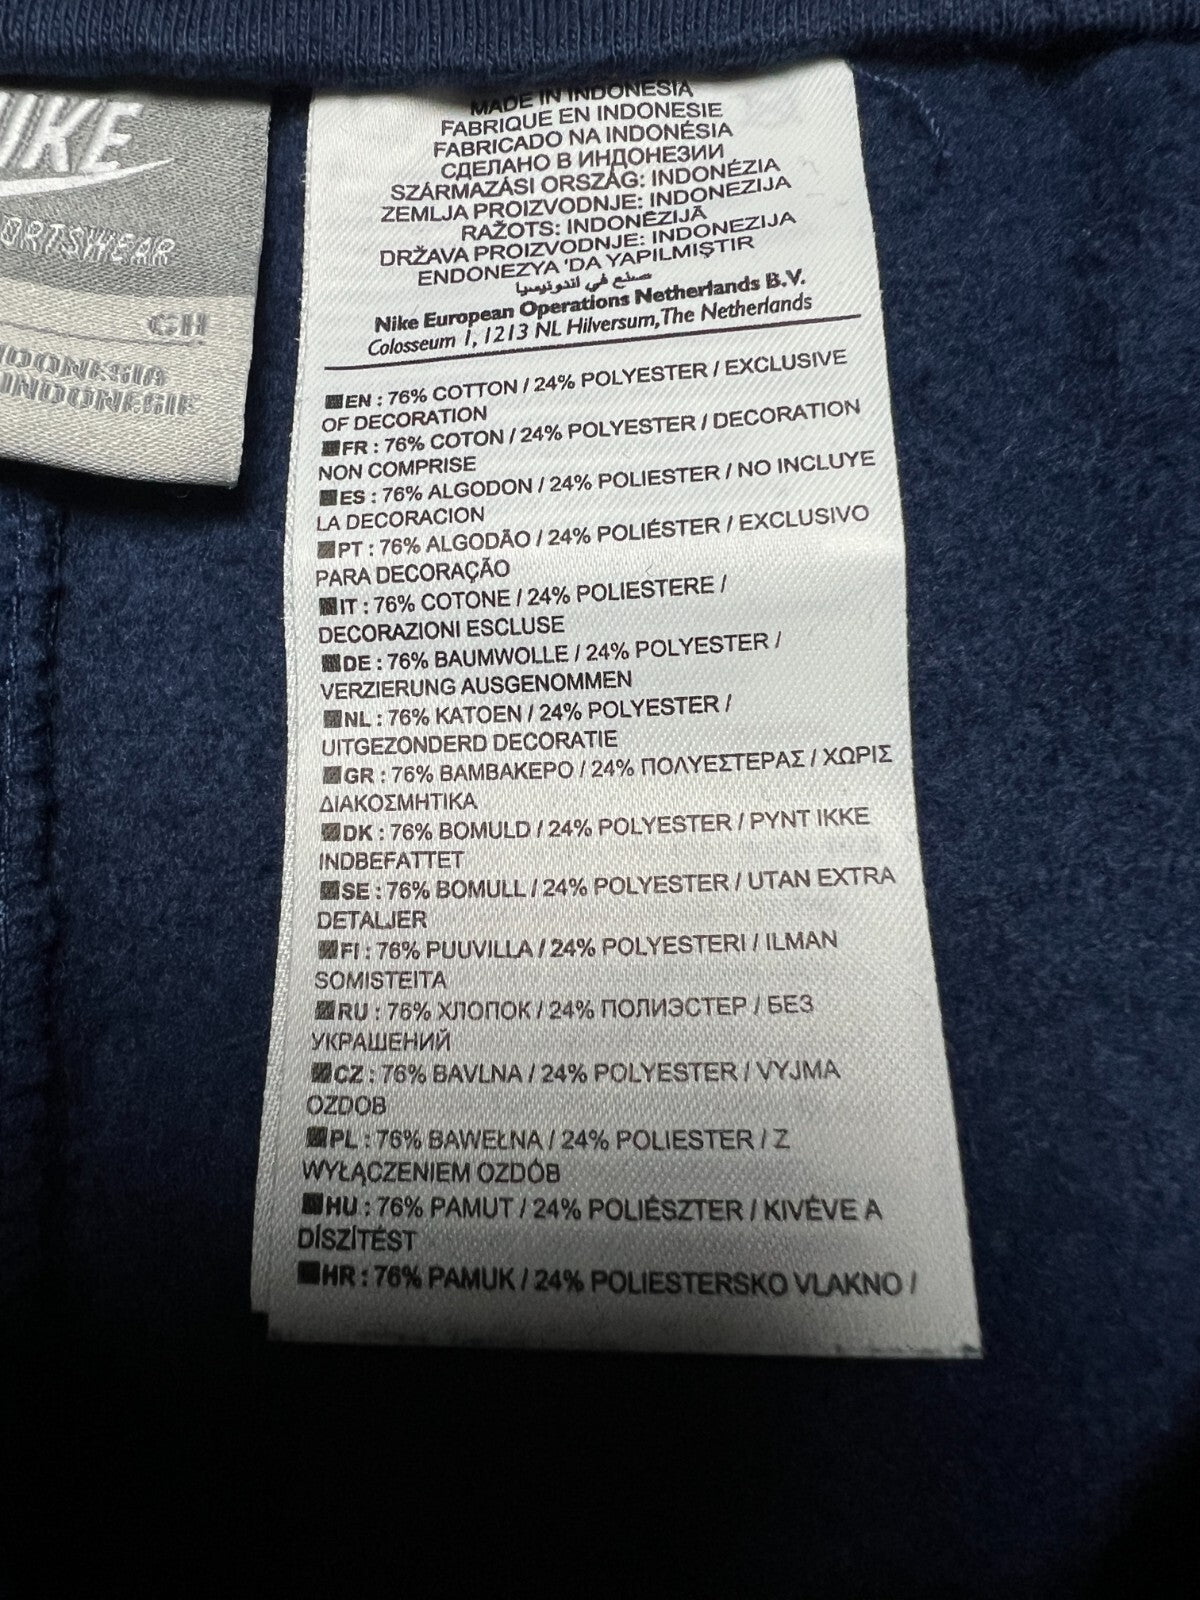 NIKE
SPORTSWEAR
GH
INDONESIA
INDONESIE
MADE IN INDONESIA
FABRIQUE EN INDONESIE
FABRICADO NA INDONÉSIA
СДЕЛАНО В ИНДОНЕЗИИ
SZÁRMAZÁSI ORSZÁG: INDONÉZIA
ZEMLJA PROIZVODNJE: INDONEZIJA
RAŽOTS: INDONĒZIJĀ
DRŽAVA PROIZVODNJE: INDONEZIJA
ENDONEZYA 'DA YAPILMIŞTIR
صنع في اندونيسيا
Nike European Operations Netherlands B.V.
Colosseum 1, 1213 NL Hilversum, The Netherlands
EN : 76% COTTON / 24% POLYESTER / EXCLUSIVE
OF DECORATION
FR : 76% COTON / 24% POLYESTER / DECORATION
NON COMPRISE
ES : 76% ALGODON / 24% POLIESTER / NO INCLUYE
LA DECORACION
PT : 76% ALGODÃO / 24% POLIÉSTER / EXCLUSIVO
PARA DECORAÇÃO
IT : 76% COTONE / 24% POLIESTERE /
DECORAZIONI ESCLUSE
DE : 76% BAUMWOLLE / 24% POLYESTER /
VERZIERUNG AUSGENOMMEN
NL : 76% KATOEN / 24% POLYESTER /
UITGEZONDERD DECORATIE
GR : 76% ΒΑΜΒΑΚΕΡΟ / 24% ΠΟΛΥΕΣΤΕΡΑΣ / ΧΩΡΙΣ
ΔΙΑΚΟΣΜΗΤΙΚΑ
DK : 76% BOMULD / 24% POLYESTER / PYNT IKKE
INDBEFATTET
SE : 76% BOMULL / 24% POLYESTER / UTAN EXTRA
DETALJER
FI : 76% PUUVILLA / 24% POLYESTERI / ILMAN
SOMISTEITA
RU : 76% ХЛОПОК / 24% ПОЛИЭСТЕР / БЕЗ
УКРАШЕНИЙ
CZ : 76% BAVLNA / 24% POLYESTER / VYJMA
OZDOB
PL : 76% BAWEŁNA / 24% POLIESTER / Z
WYŁĄCZENIEM OZDÓB
HU : 76% PAMUT / 24% POLIÉSZTER / KIVÉVE A
DÍSZÍTÉST
HR : 76% PAMUK / 24% POLIESTERSKO VLAKNO /